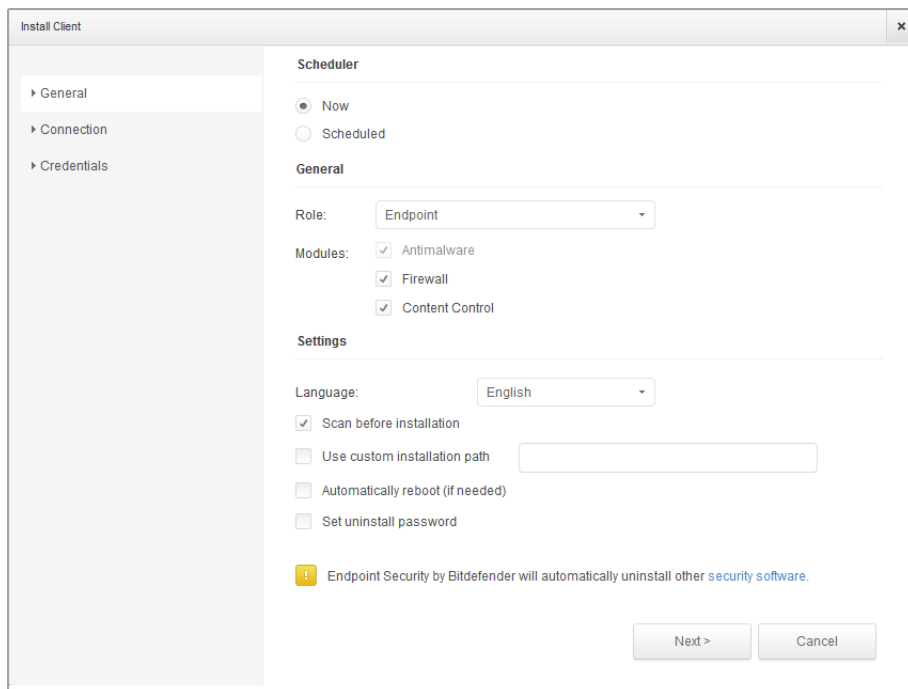 Install Client
×
General
Connection
Credentials
Scheduler
Now
Scheduled
General
Role: Endpoint
Modules: Antimalware
Firewall
Content Control
Settings
Language: English
Scan before installation
Use custom installation path
Automatically reboot (if needed)
Set uninstall password
! Endpoint Security by Bitdefender will automatically uninstall other security software.
Next > Cancel